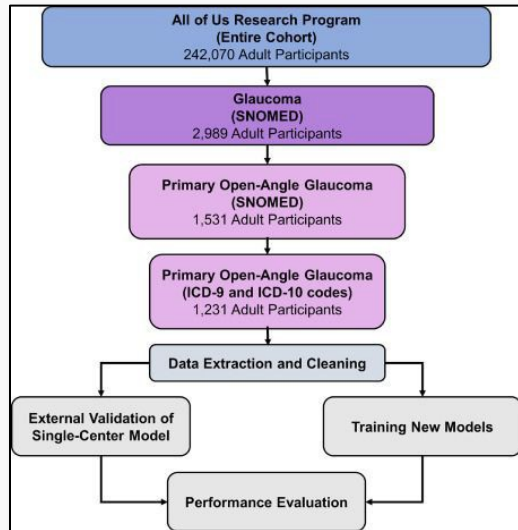 All of Us Research Program
(Entire Cohort)
242,070 Adult Participants
Glaucoma
(SNOMED)
2,989 Adult Participants
Primary Open-Angle Glaucoma
(SNOMED)
1,531 Adult Participants
Primary Open-Angle Glaucoma
(ICD-9 and ICD-10 codes)
1,231 Adult Participants
Data Extraction and Cleaning
External Validation of
Single-Center Model
Training New Models
Performance Evaluation